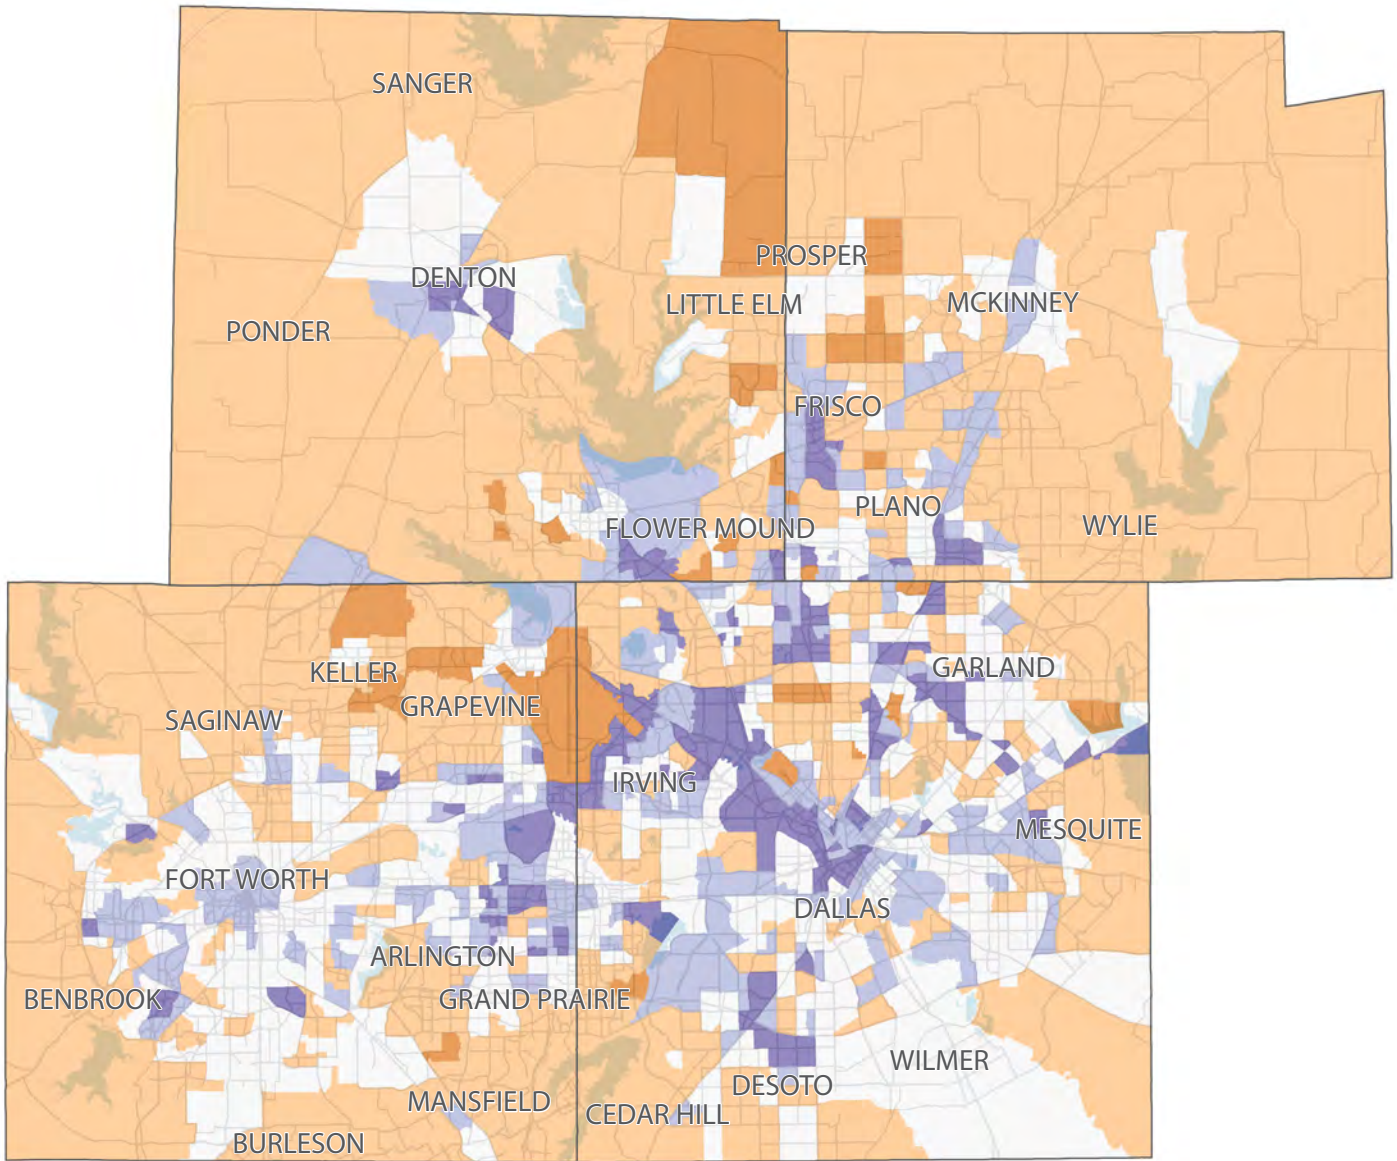 SANGER
PROSPER
DENTON
LITTLE ELM
MCKINNEY
PONDER
FRISCO
PLANO
FLOWER MOUND
WYLIE
KELLER
GARLAND
GRAPEVINE
SAGINAW
IRVING
MESQUITE
FORT WORTH
DALLAS
ARLINGTON
BENBROOK
GRAND PRAIRIE
WILMER
DESOTO
MANSFIELD
CEDAR HILL
BURLESON